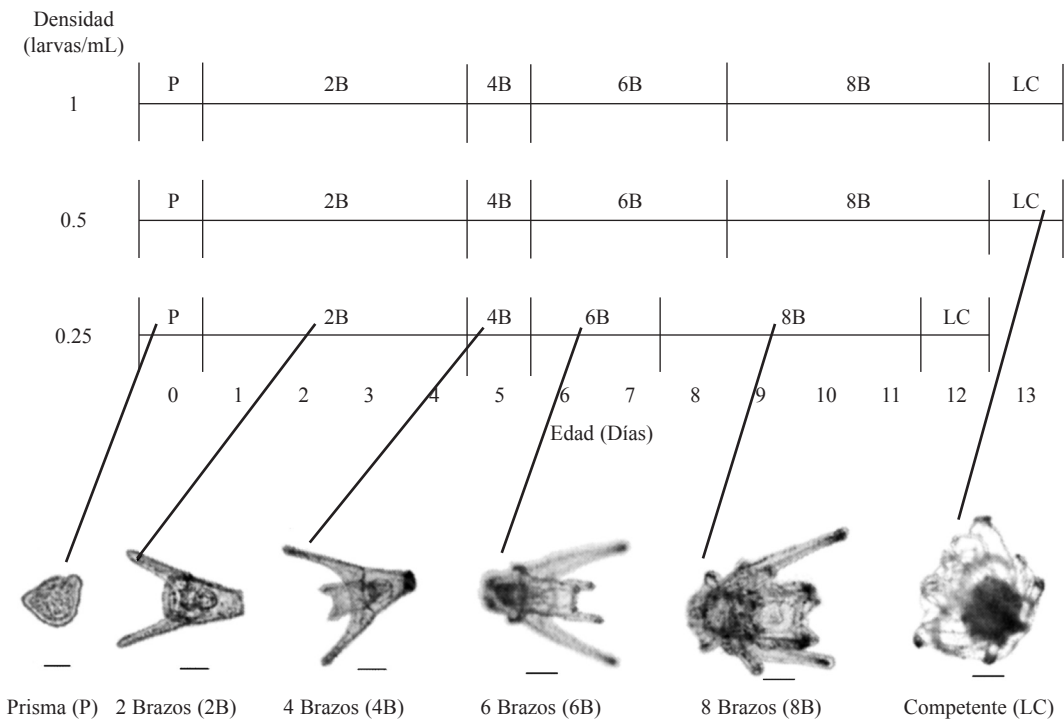 Densidad
(larvas/mL)
P 2B 4B 6B 8B LC
1
P 2B 4B 6B 8B LC
0.5
P 2B 4B 6B 8B LC
0.25
0 1 2 3 4 5 6 7 8 9 10 11 12 13
Edad (Días)
Prisma (P) 2 Brazos (2B) 4 Brazos (4B) 6 Brazos (6B) 8 Brazos (8B) Competente (LC)